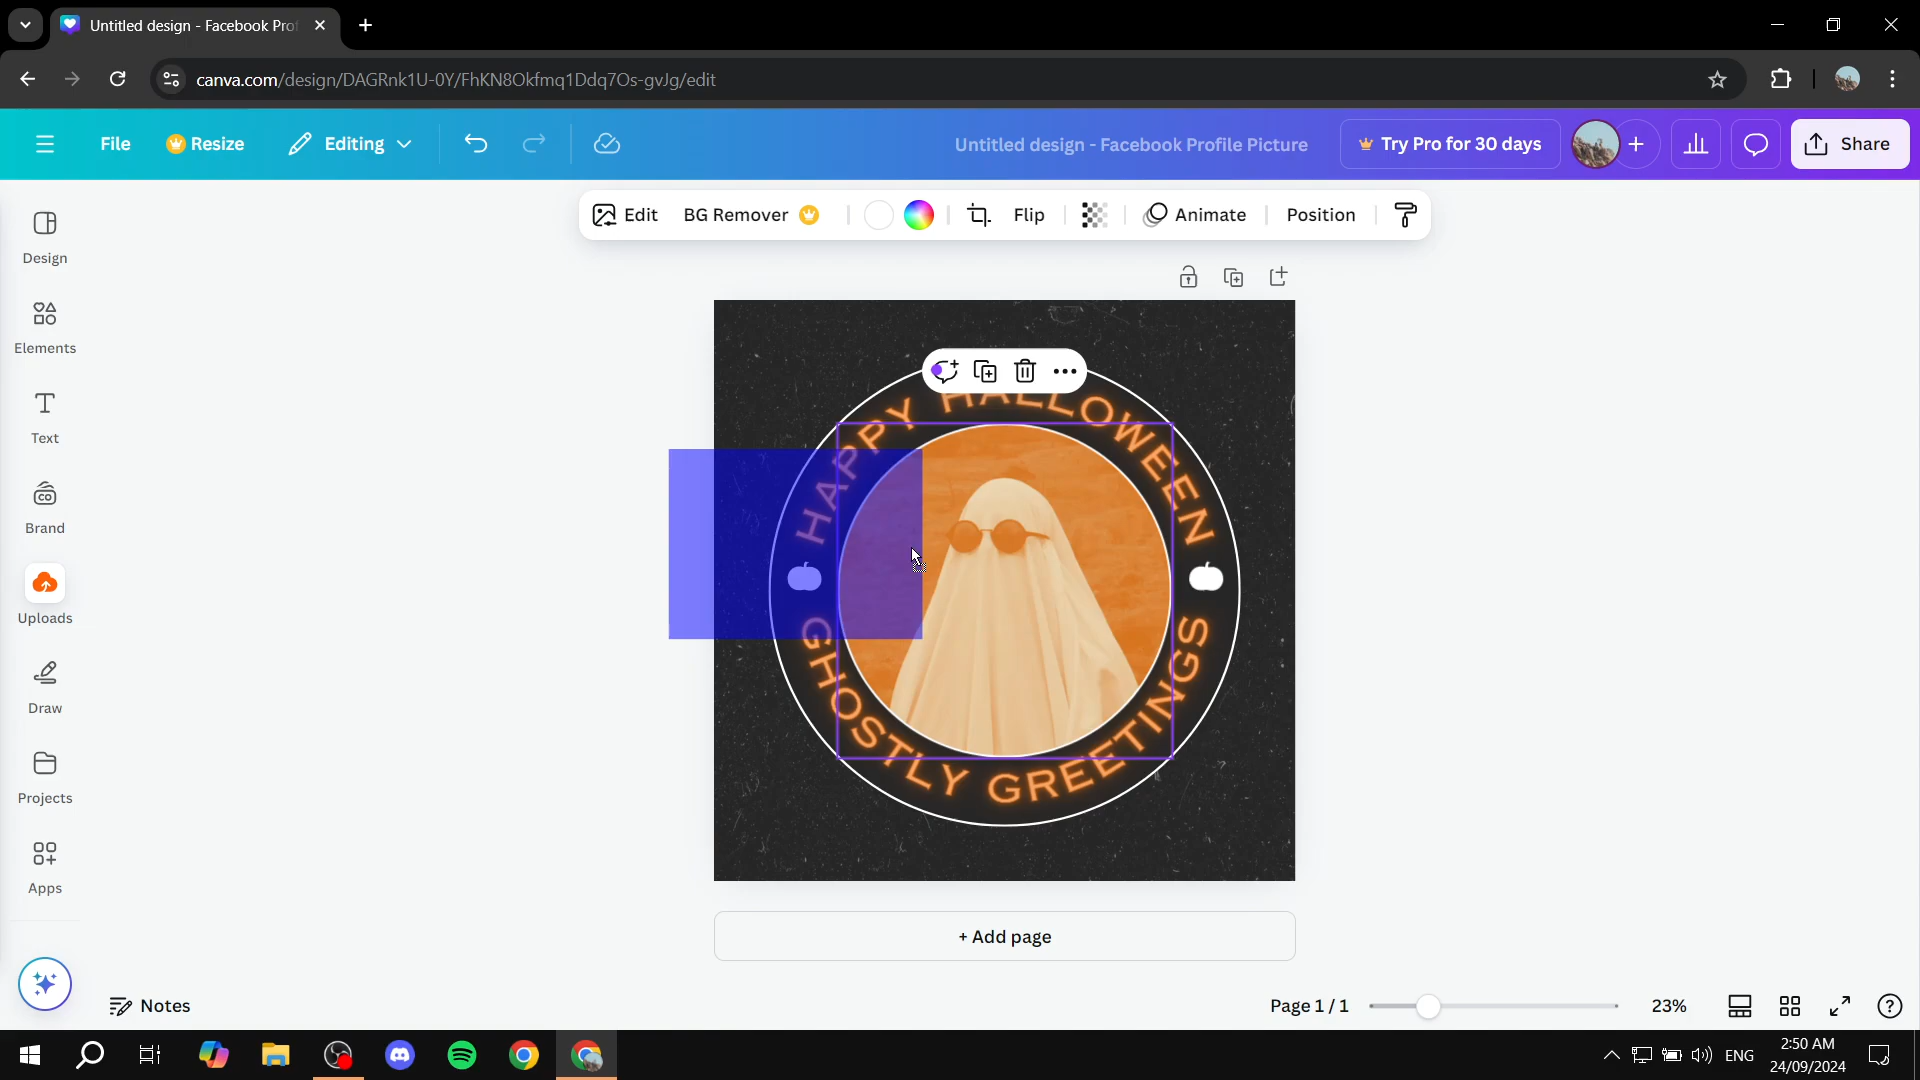 Untitled design - Facebook Prof
canva.com/design/DAGRnk1U-0Y/FhKN8Okfmq1Ddq7Os-gvJg/edit
File
Resize
Editing
Untitled design - Facebook Profile Picture
Try Pro for 30 days
Share
Edit
BG Remover
Flip
Animate
Position
Design
Elements
Text
Brand
Uploads
Draw
Projects
Apps
HAPPY HALLOWEEN
GHOSTLY GREETINGS
+ Add page
Notes
Page 1 / 1
23%
ENG
2:50 AM
24/09/2024